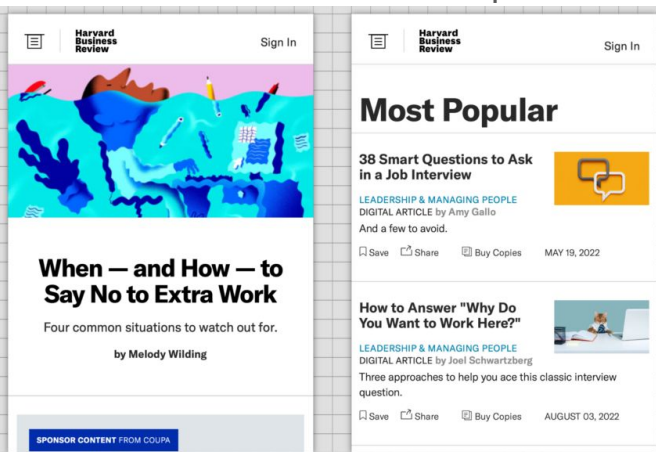 Harvard
Business
Review
Sign In
When — and How — to
Say No to Extra Work
Four common situations to watch out for.
by Melody Wilding
SPONSOR CONTENT FROM COUPA
Harvard
Business
Review
Sign In
Most Popular
38 Smart Questions to Ask
in a Job Interview
LEADERSHIP & MANAGING PEOPLE
DIGITAL ARTICLE by Amy Gallo
And a few to avoid.
Save Share Buy Copies MAY 19, 2022
How to Answer "Why Do
You Want to Work Here?"
LEADERSHIP & MANAGING PEOPLE
DIGITAL ARTICLE by Joel Schwartzberg
Three approaches to help you ace this classic interview
question.
Save Share Buy Copies AUGUST 03, 2022